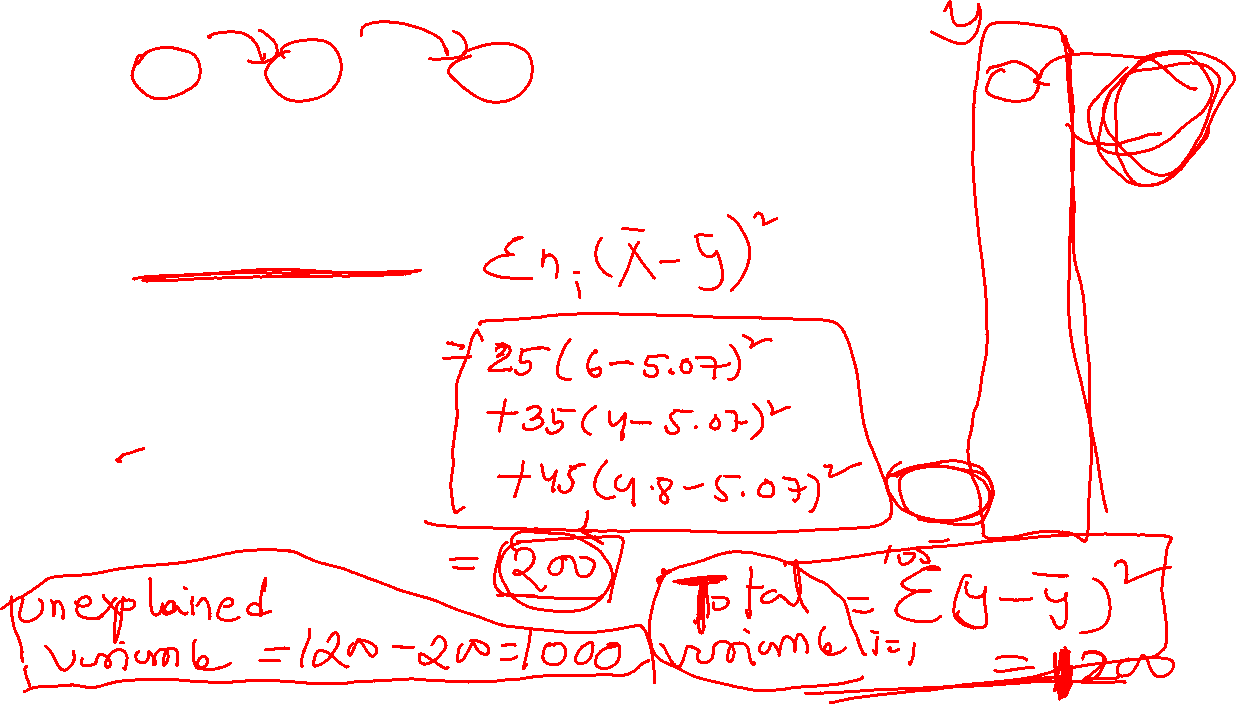 y
Σn_i(x̄-ȳ)²
= 25(6-5.07)²
+35(4-5.07)²
+45(4.8-5.07)²
= 200
Total variance = Σ(y-ȳ)² i=1 105
= 1200
unexplained
variance = 1200-200=1000